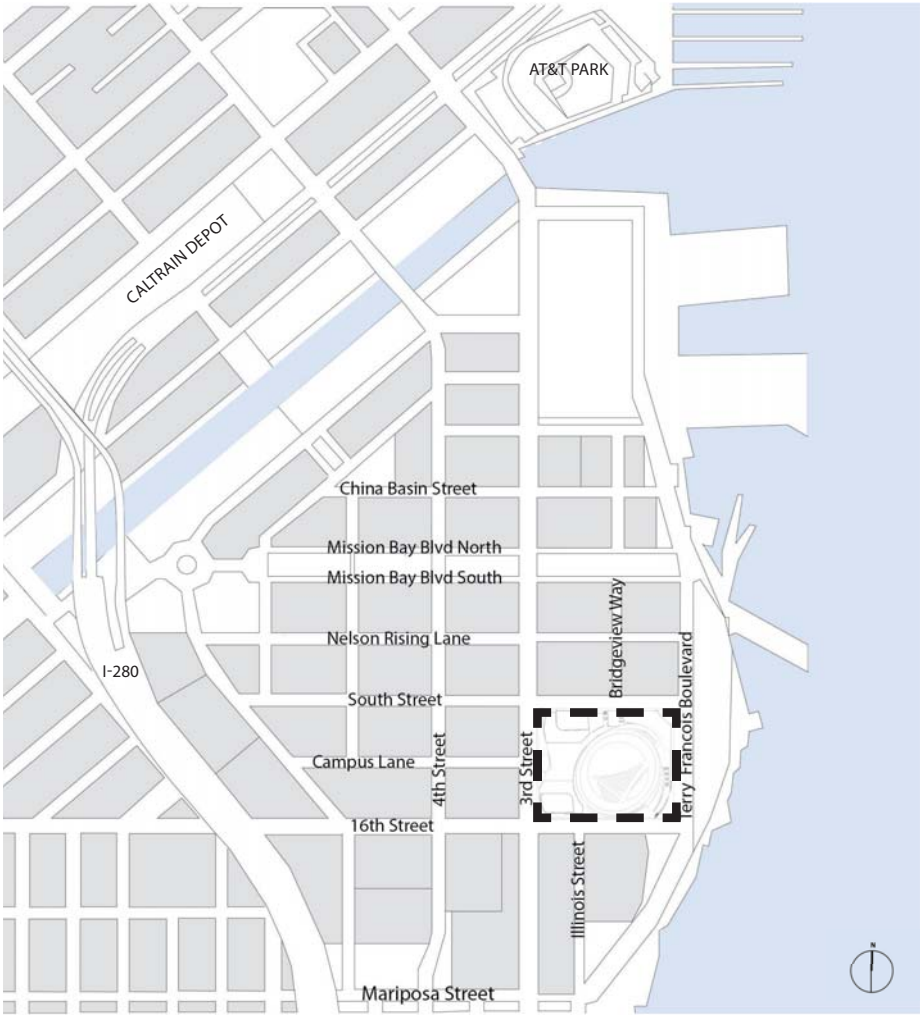 AT&T PARK
CALTRAIN DEPOT
China Basin Street
Mission Bay Blvd North
Mission Bay Blvd South
Bridgeview Way
Nelson Rising Lane
I-280
Terry Francois Boulevard
South Street
3rd Street
4th Street
Campus Lane
16th Street
Illinois Street
N
Mariposa Street